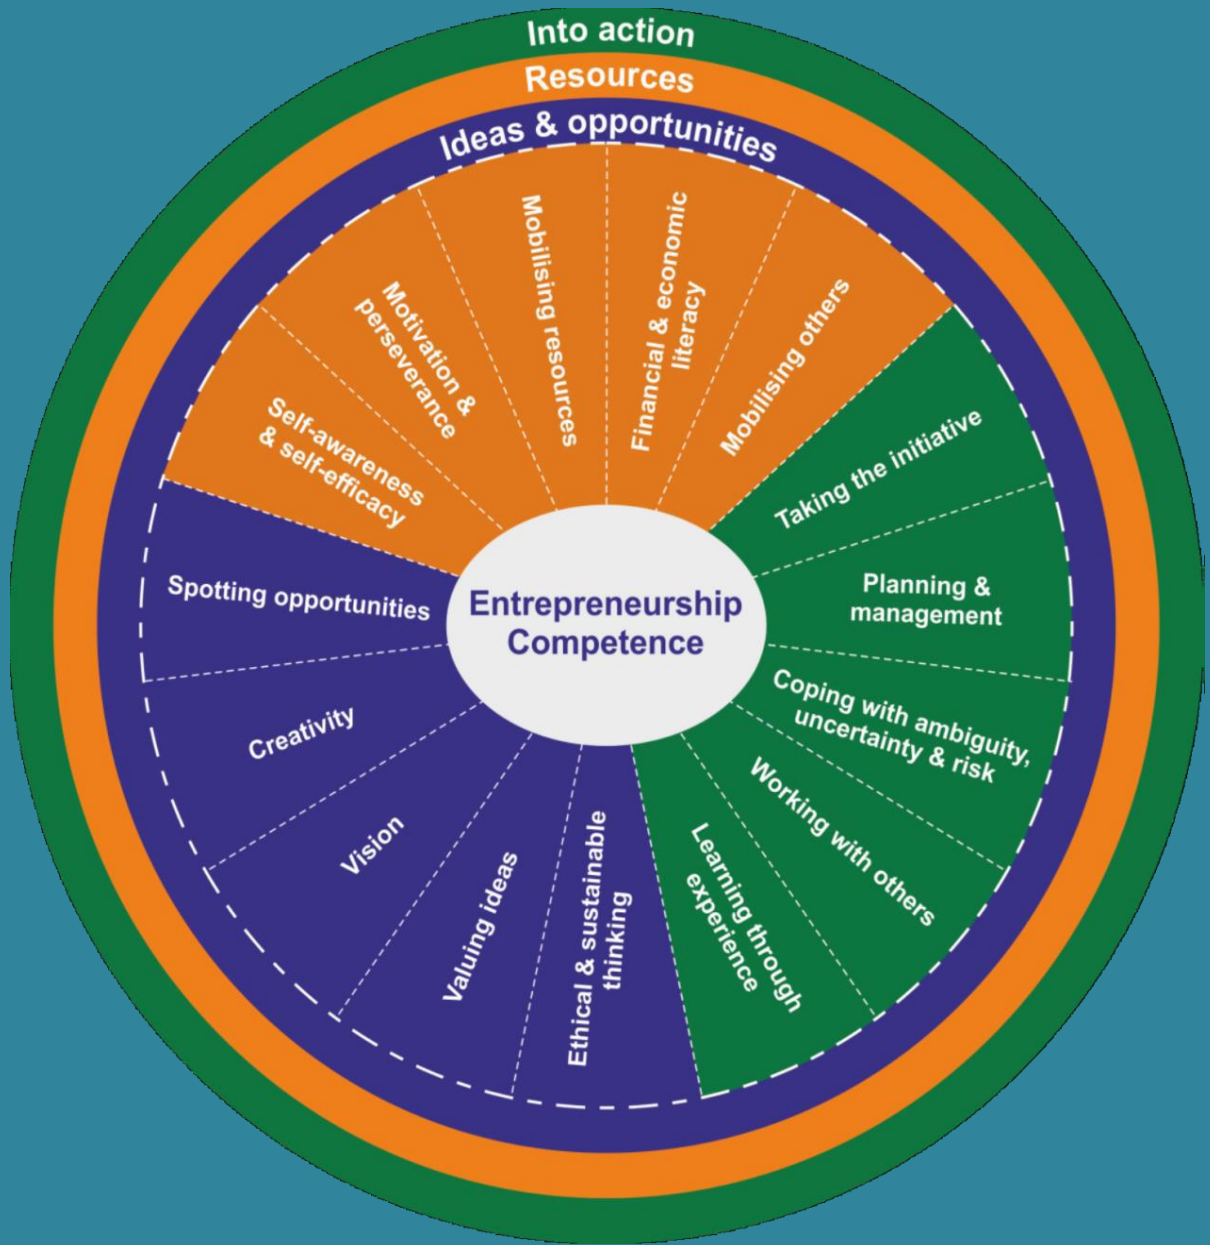 Into action
Resources
Ideas & opportunities
Self-awareness
& self-efficacy
Motivation &
perseverance
Mobilising resources
Financial & economic
literacy
Mobilising others
Taking the initiative
Planning &
management
Coping with ambiguity,
uncertainty & risk
Working with others
Learning through
experience
Ethical & sustainable
thinking
Valuing ideas
Vision
Creativity
Spotting opportunities
Entrepreneurship
Competence